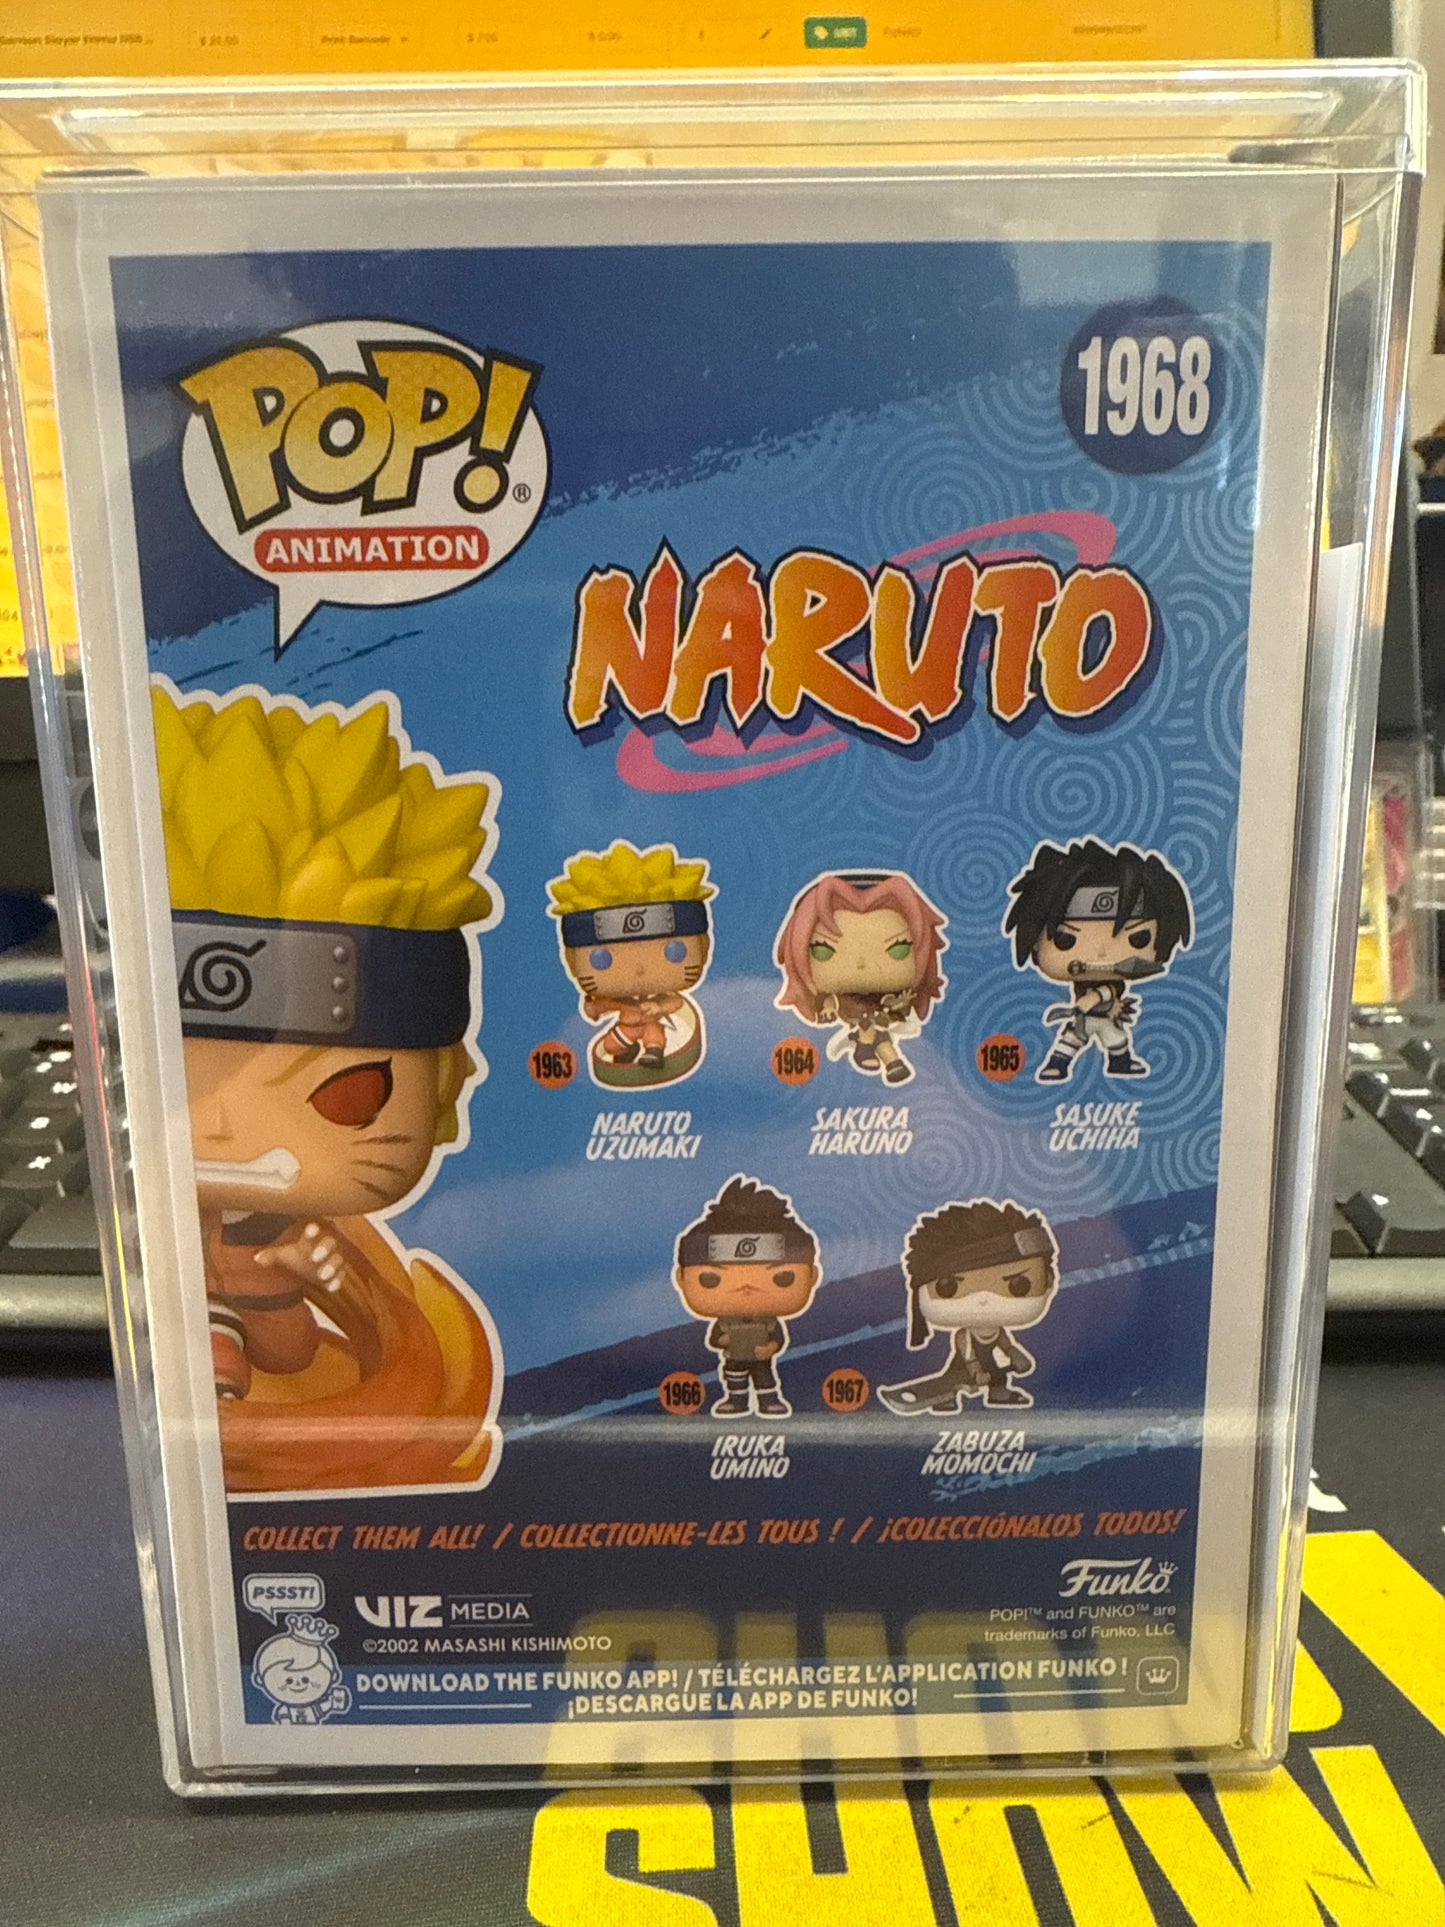 POP!®
ANIMATION
1968
NARUTO
1963
NARUTO
UZUMAKI
1964
SAKURA
HARUNO
1965
SASUKE
UCHIHA
1966
IRUKA
UMINO
1967
ZABUZA
MOMOCHI
COLLECT THEM ALL! / COLLECTIONNE-LES TOUS ! / ¡COLECCIÓNALOS TODOS!
PSSST!
VIZ MEDIA
©2002 MASASHI KISHIMOTO
Funko
POP!™ and FUNKO™ are
trademarks of Funko, LLC
DOWNLOAD THE FUNKO APP! / TÉLÉCHARGEZ L'APPLICATION FUNKO !
¡DESCARGUE LA APP DE FUNKO!
SHOW